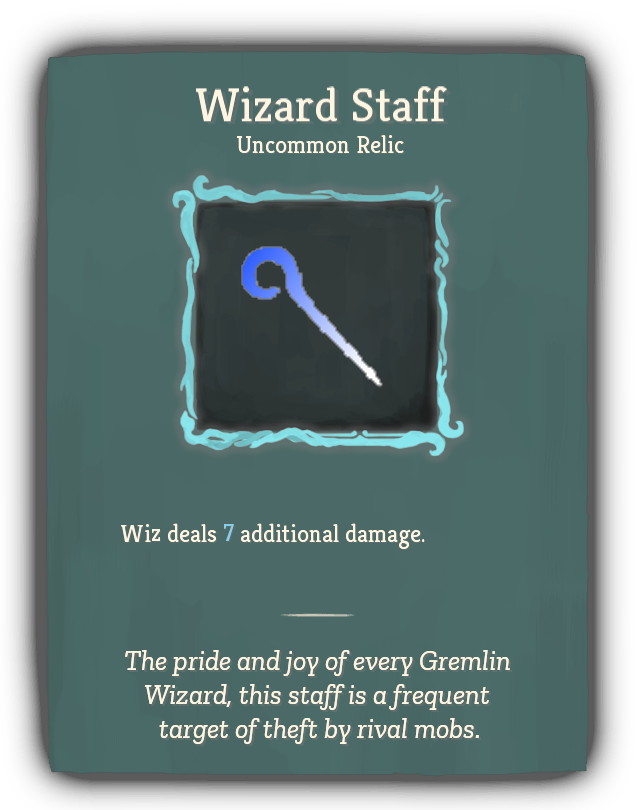 Wizard Staff
Uncommon Relic
Wiz deals 7 additional damage.
The pride and joy of every Gremlin
Wizard, this staff is a frequent
target of theft by rival mobs.